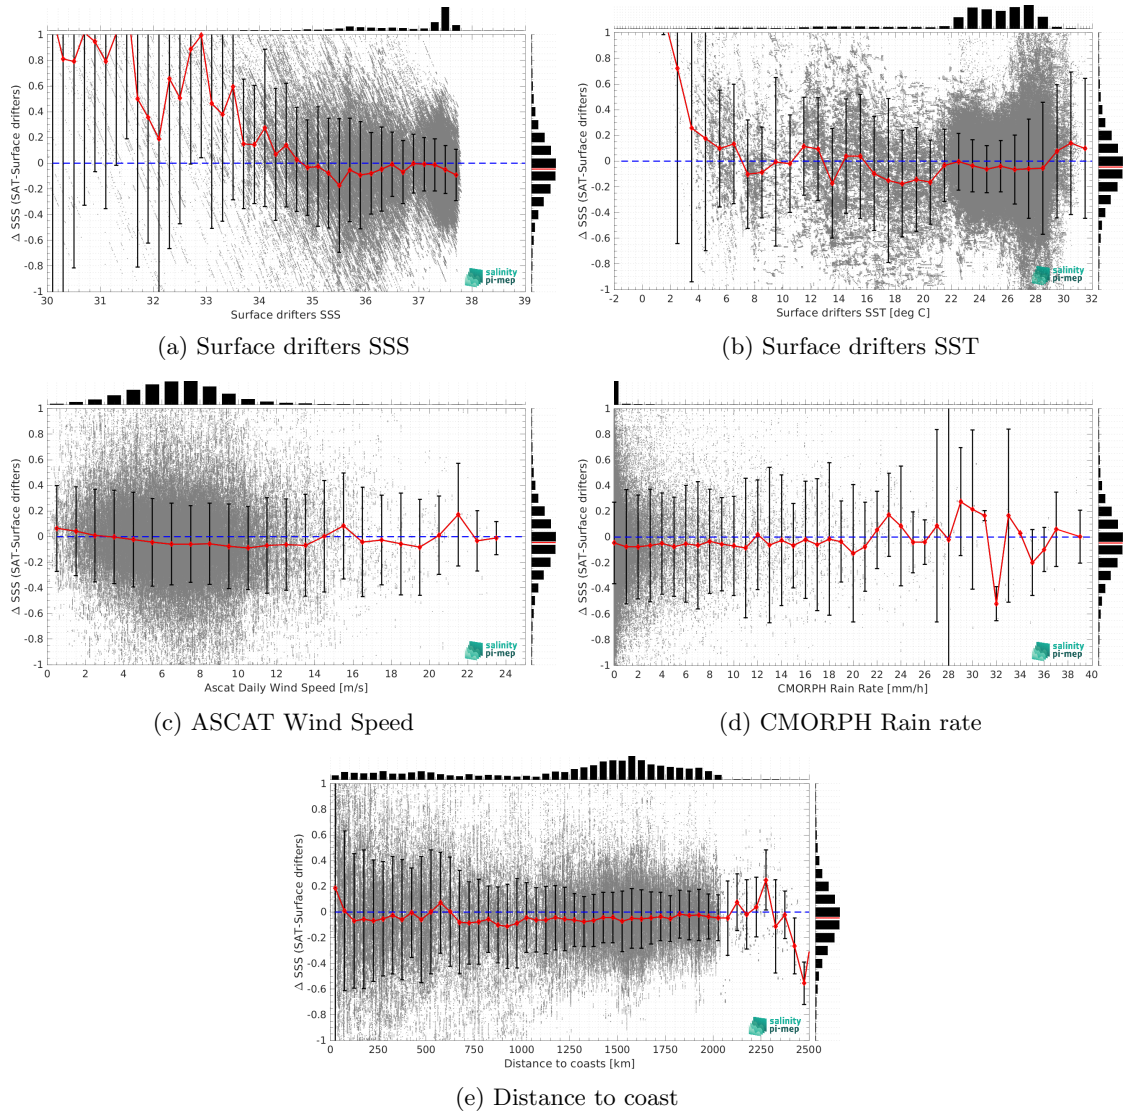 1
0.8
0.6
0.4
0.2
0
-0.2
-0.4
-0.6
-0.8
-1
Δ SSS (SAT-Surface drifters)
30 31 32 33 34 35 36 37 38 39
Surface drifters SSS
salinity
pi-mep
(a) Surface drifters SSS
1
0.8
0.6
0.4
0.2
0
-0.2
-0.4
-0.6
-0.8
-1
Δ SSS (SAT-Surface drifters)
-2 0 2 4 6 8 10 12 14 16 18 20 22 24 26 28 30 32
Surface drifters SST [deg C]
salinity
pi-mep
(b) Surface drifters SST
1
0.8
0.6
0.4
0.2
0
-0.2
-0.4
-0.6
-0.8
-1
Δ SSS (SAT-Surface drifters)
0 2 4 6 8 10 12 14 16 18 20 22 24
Ascat Daily Wind Speed [m/s]
salinity
pi-mep
(c) ASCAT Wind Speed
1
0.8
0.6
0.4
0.2
0
-0.2
-0.4
-0.6
-0.8
-1
Δ SSS (SAT-Surface drifters)
0 2 4 6 8 10 12 14 16 18 20 22 24 26 28 30 32 34 36 38 40
CMORPH Rain Rate [mm/h]
salinity
pi-mep
(d) CMORPH Rain rate
1
0.8
0.6
0.4
0.2
0
-0.2
-0.4
-0.6
-0.8
-1
Δ SSS (SAT-Surface drifters)
0 250 500 750 1000 1250 1500 1750 2000 2250 2500
Distance to coasts [km]
salinity
pi-mep
(e) Distance to coast